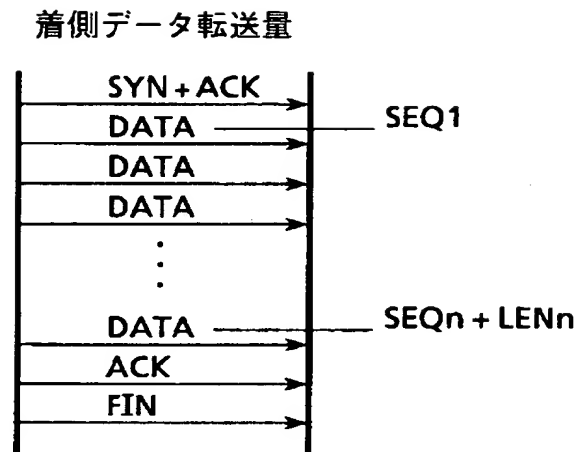 着側データ転送量
SYN+ACK
DATA SEQ1
DATA
DATA
DATA SEQn+LENn
ACK
FIN